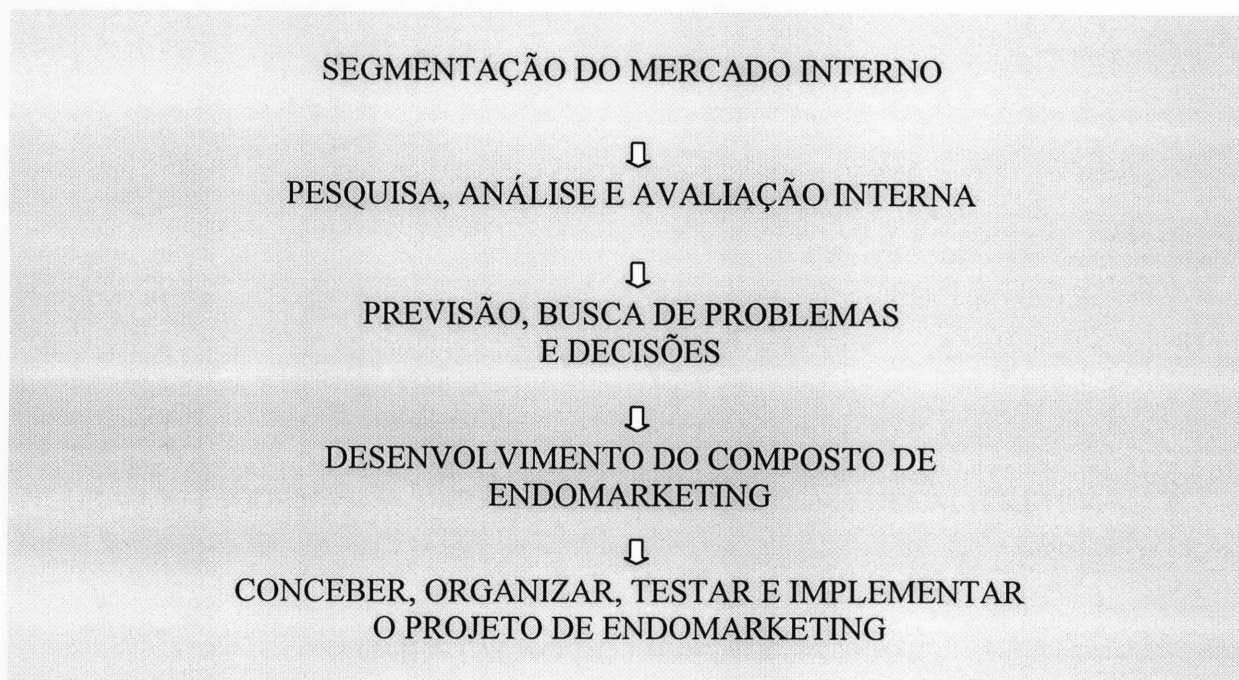 SEGMENTAÇÃO DO MERCADO INTERNO
PESQUISA, ANÁLISE E AVALIAÇÃO INTERNA
PREVISÃO, BUSCA DE PROBLEMAS
E DECISÕES
DESENVOLVIMENTO DO COMPOSTO DE
ENDOMARKETING
CONCEBER, ORGANIZAR, TESTAR E IMPLEMENTAR
O PROJETO DE ENDOMARKETING